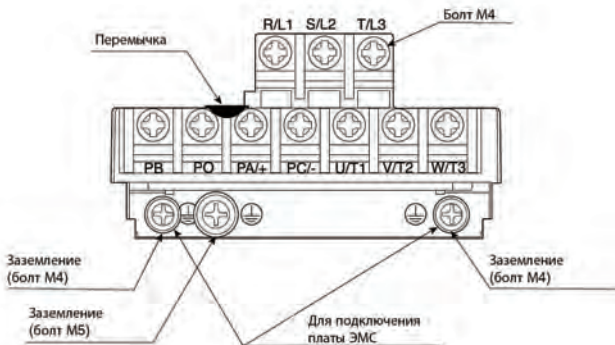 R/L1 S/L2 T/L3
Болт М4
Перемычка
PB PO PA/+ PC/- U/T1 V/T2 W/T3
Заземление
(болт М4)
Заземление
(болт М5)
Для подключения
платы ЭМС
Заземление
(болт М4)